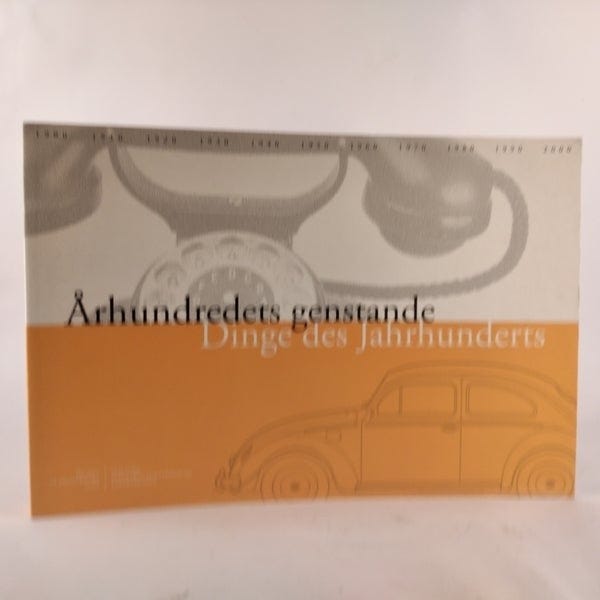 1900 1910 1920 1930 1940 1950 1960 1970 1980 1990 2000
Århundredets genstande
Dinge des Jahrhunderts